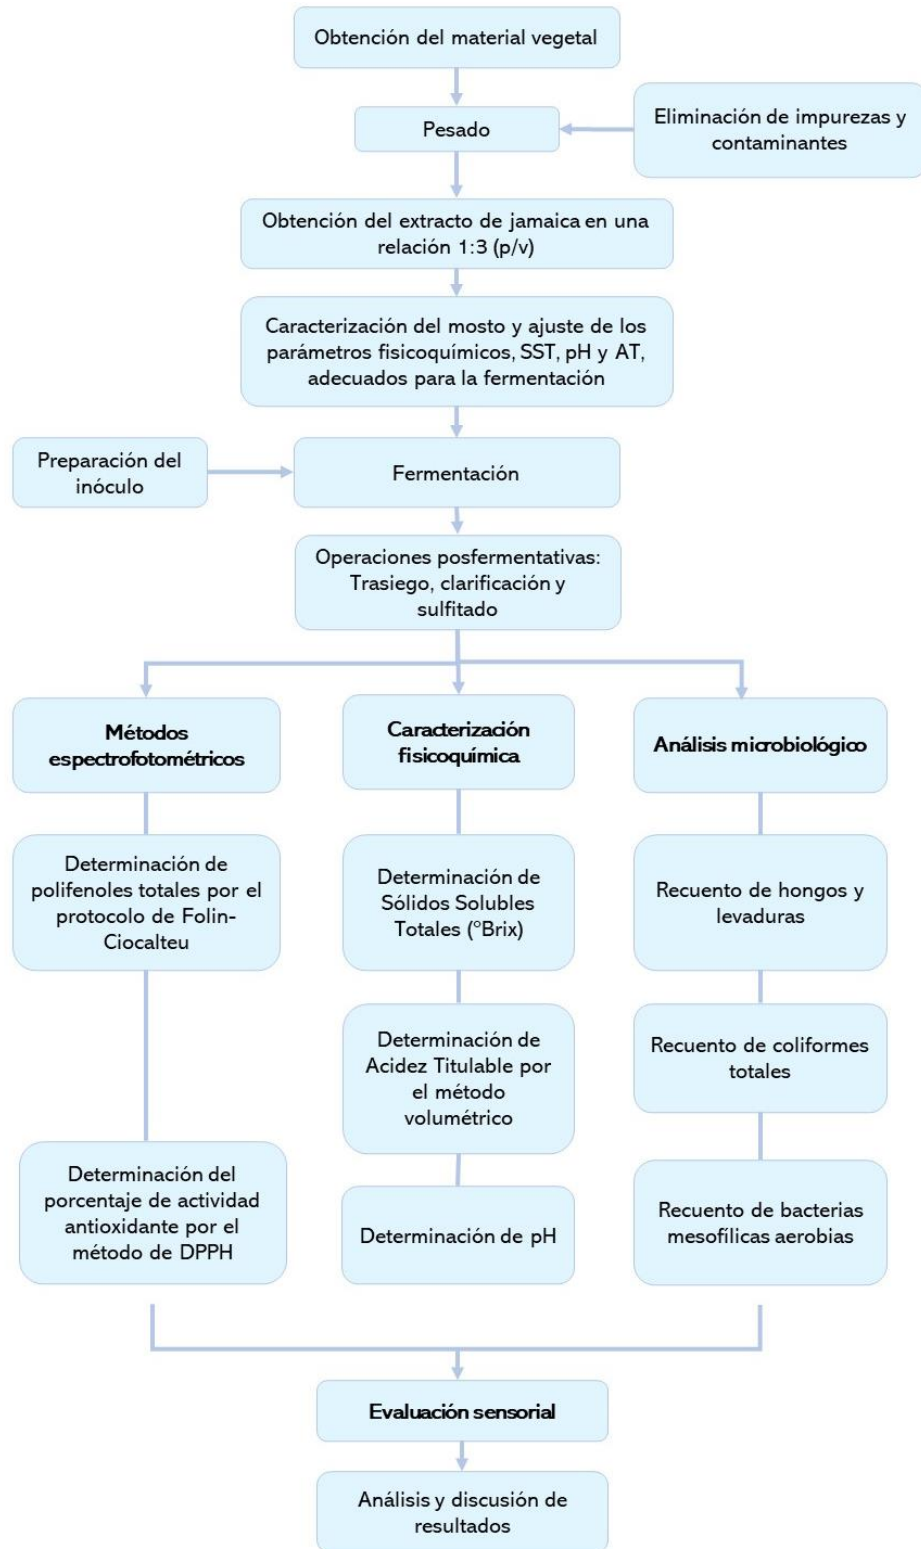 Obtención del material vegetal
Pesado
Eliminación de impurezas y
contaminantes
Obtención del extracto de jamaica en una
relación 1:3 (p/v)
Caracterización del mosto y ajuste de los
parámetros fisicoquímicos, SST, pH y AT,
adecuados para la fermentación
Preparación del
inóculo
Fermentación
Operaciones posfermentativas:
Trasiego, clarificación y
sulfitado
Métodos
espectrofotométricos
Determinación de
polifenoles totales por el
protocolo de Folin-
Ciocalteu
Determinación del
porcentaje de actividad
antioxidante por el
método de DPPH
Caracterización
fisicoquímica
Determinación de
Sólidos Solubles
Totales (°Brix)
Determinación de
Acidez Titulable por
el método
volumétrico
Determinación de pH
Análisis microbiológico
Recuento de hongos y
levaduras
Recuento de coliformes
totales
Recuento de bacterias
mesofílicas aerobias
Evaluación sensorial
Análisis y discusión de
resultados